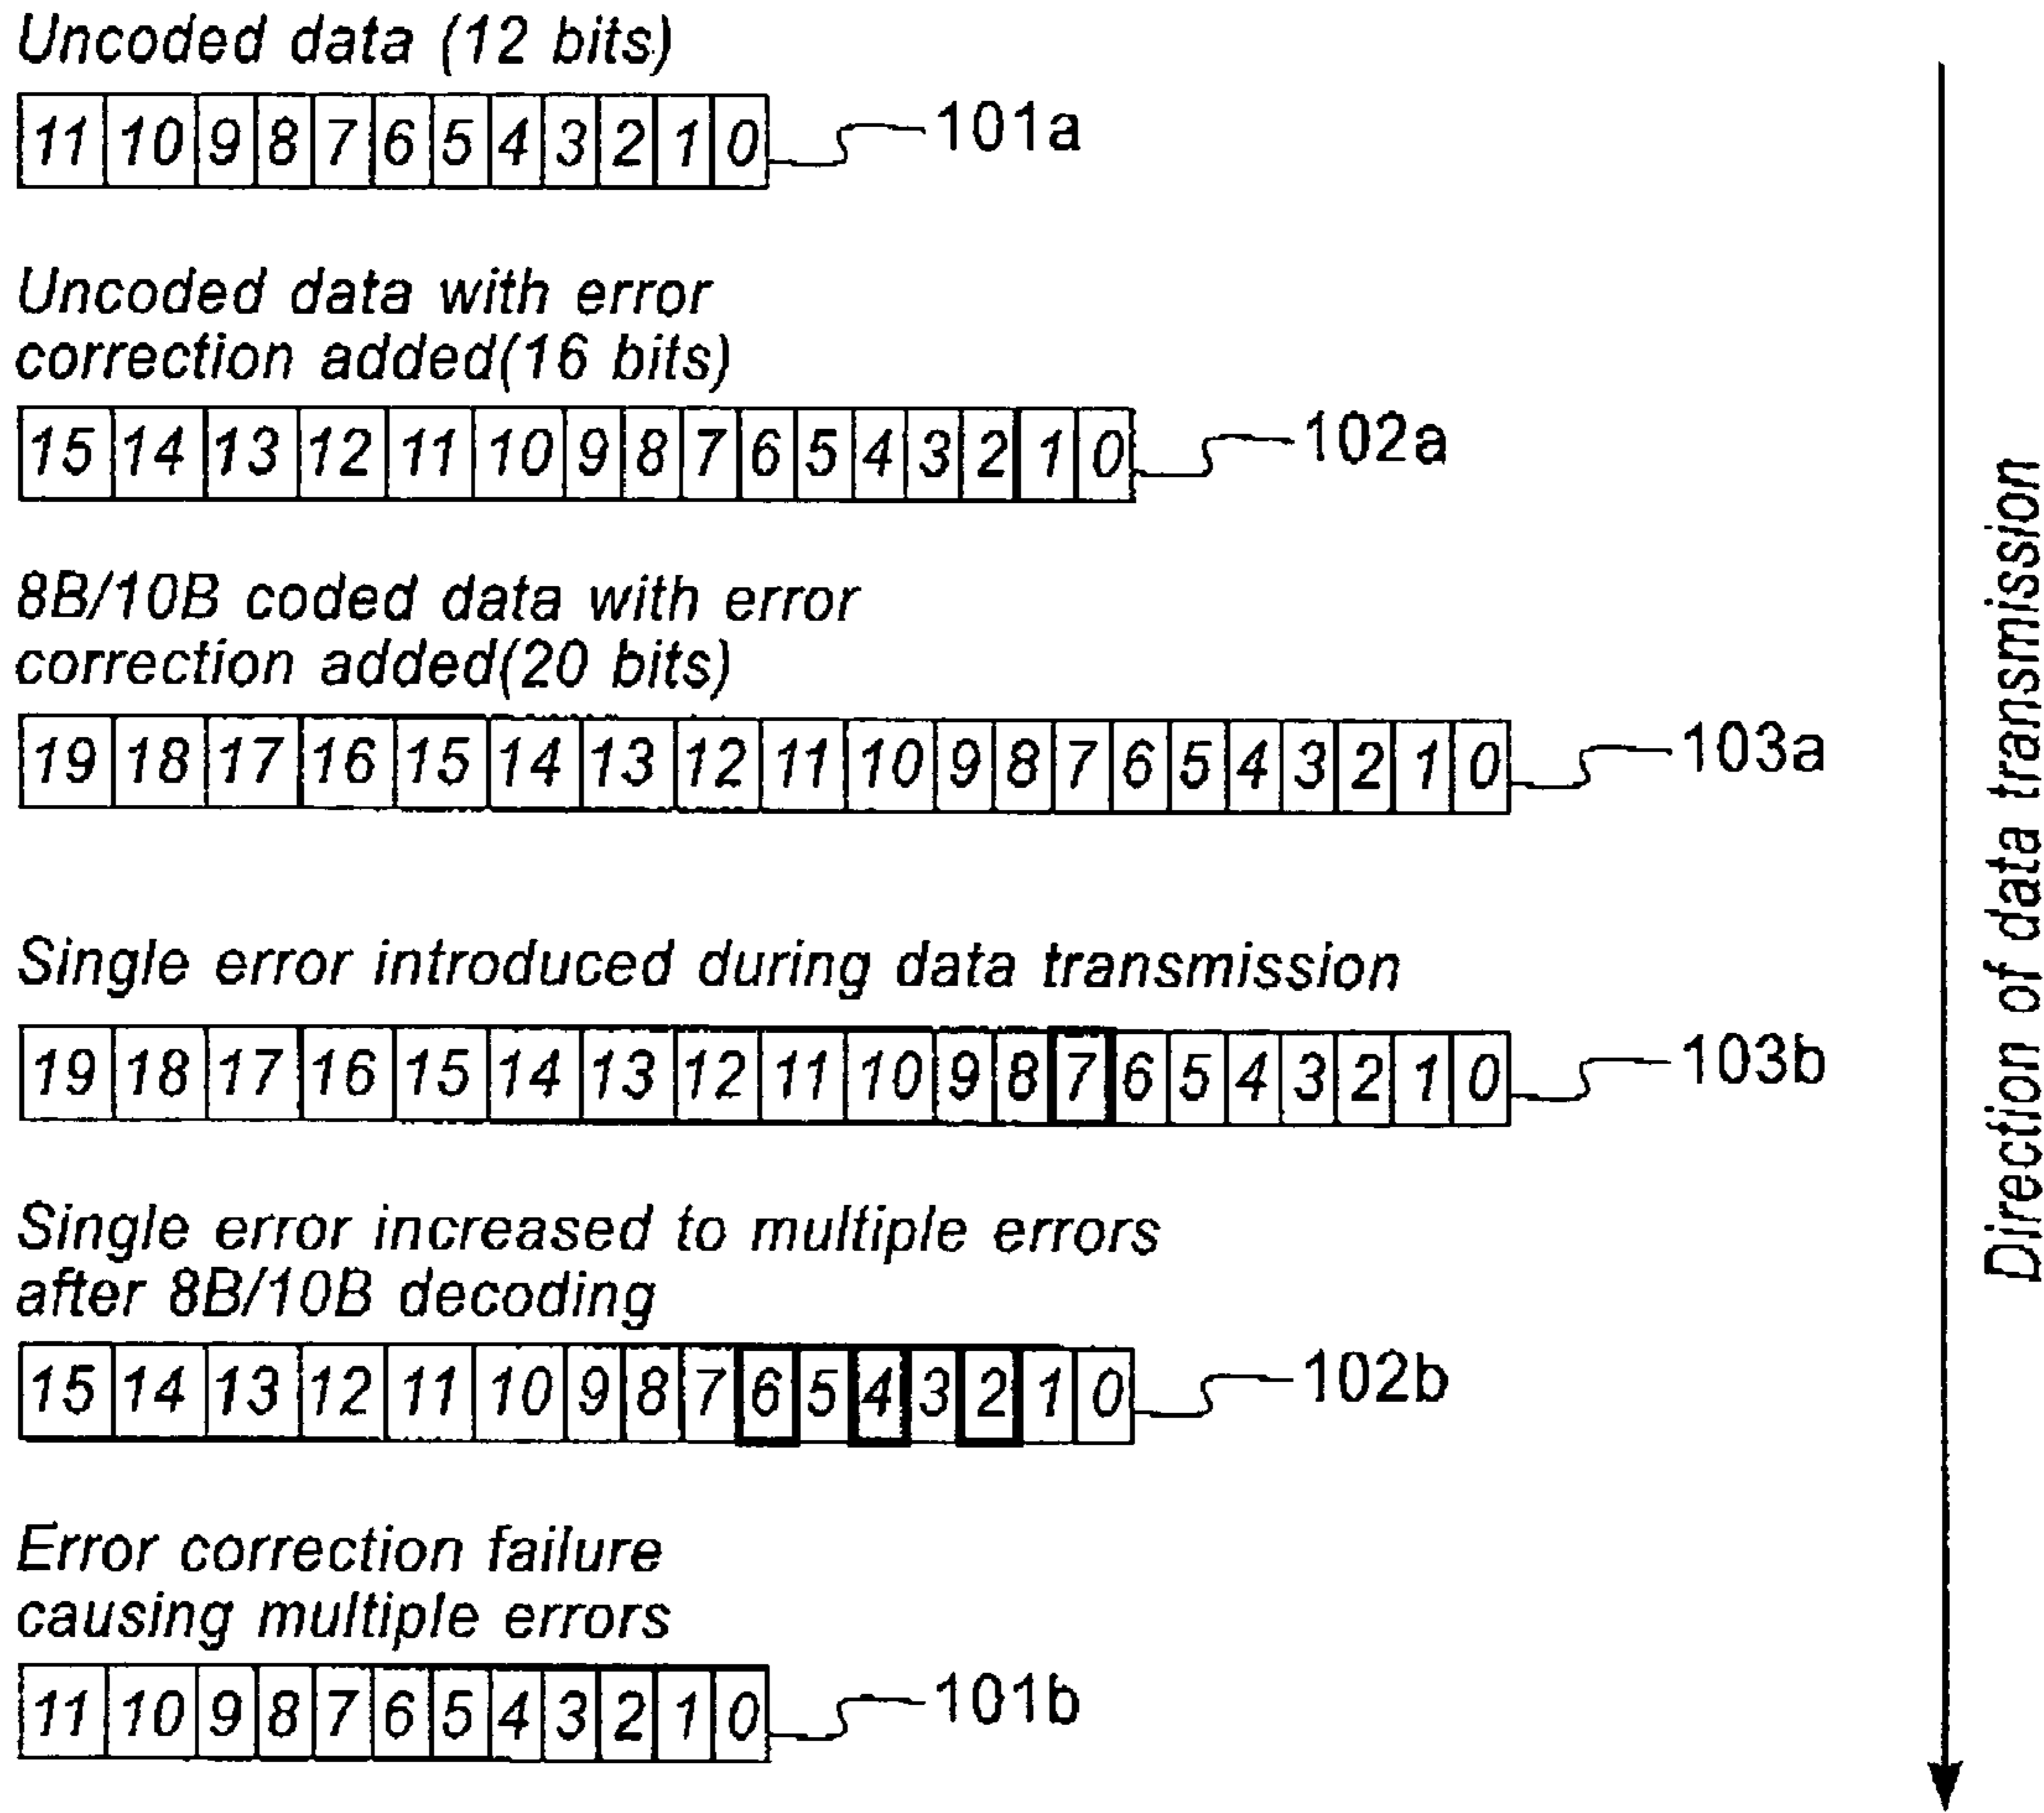 Uncoded data (12 bits)
11 10 9 8 7 6 5 4 3 2 1 0 101a
Uncoded data with error
correction added(16 bits)
15 14 13 12 11 10 9 8 7 6 5 4 3 2 1 0 102a
8B/10B coded data with error
correction added(20 bits)
19 18 17 16 15 14 13 12 11 10 9 8 7 6 5 4 3 2 1 0 103a
Single error introduced during data transmission
19 18 17 16 15 14 13 12 11 10 9 8 7 6 5 4 3 2 1 0 103b
Single error increased to multiple errors
after 8B/10B decoding
15 14 13 12 11 10 9 8 7 6 5 4 3 2 1 0 102b
Error correction failure
causing multiple errors
11 10 9 8 7 6 5 4 3 2 1 0 101b
Direction of data transmission